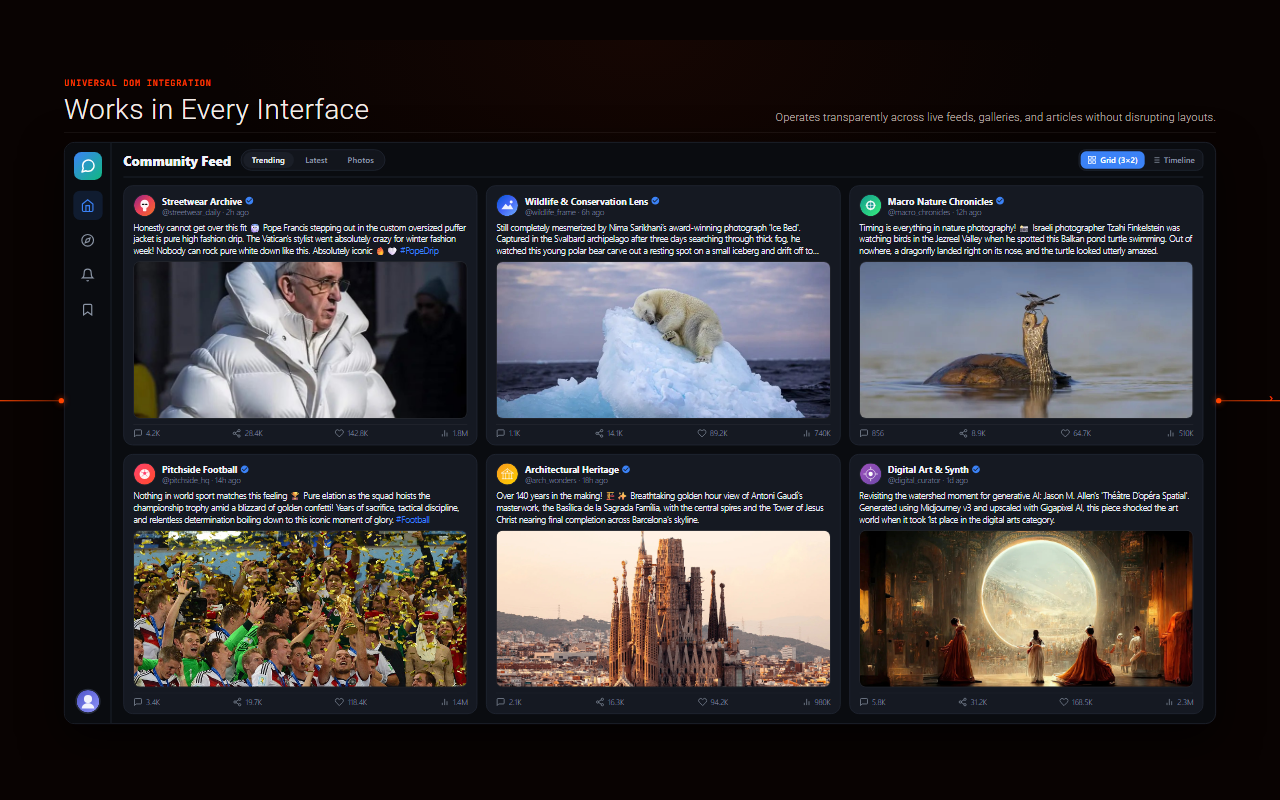 UNIVERSAL DOM INTEGRATION
Works in Every Interface
Operates transparently across live feeds, galleries, and articles without disrupting layouts.
Community Feed
Trending
Latest
Photos
Grid (3×2)
Timeline
Streetwear Archive
@streetwear_daily · 2h ago
Honestly cannot get over this fit 🥶 Pope Francis stepping out in the custom oversized puffer
jacket is pure high fashion drip. The Vatican's stylist went absolutely crazy for winter fashion
week! Nobody can rock pure white down like this. Absolutely iconic 🔥 🤍 #PopeDrip
4.2K
28.4K
142.8K
1.8M
Wildlife & Conservation Lens
@wildlife_frame · 6h ago
Still completely mesmerized by Nima Sarikhani's award-winning photograph 'Ice Bed'.
Captured in the Svalbard archipelago after three days searching through thick fog, he
watched this young polar bear carve out a resting spot on a small iceberg and drift off to…
1.1K
14.1K
89.2K
740K
Macro Nature Chronicles
@macro_chronicles · 12h ago
Timing is everything in nature photography! 📸 Israeli photographer Tzahi Finkelstein was
watching birds in the Jezreel Valley when he spotted this Balkan pond turtle swimming. Out of
nowhere, a dragonfly landed right on its nose, and the turtle looked utterly amazed.
856
8.9K
64.7K
510K
Pitchside Football
@pitchside_hq · 14h ago
Nothing in world sport matches this feeling 🏆 Pure elation as the squad hoists the
championship trophy amid a blizzard of golden confetti! Years of sacrifice, tactical discipline,
and relentless determination boiling down to this iconic moment of glory. #Football
3.4K
19.7K
118.4K
1.4M
Architectural Heritage
@arch_wonders · 18h ago
Over 140 years in the making! 🏗️ ✨ Breathtaking golden hour view of Antoni Gaudí's
masterwork, the Basílica de la Sagrada Família, with the central spires and the Tower of Jesus
Christ nearing final completion across Barcelona's skyline.
2.1K
16.3K
94.2K
980K
Digital Art & Synth
@digital_curator · 1d ago
Revisiting the watershed moment for generative AI: Jason M. Allen's 'Théâtre D'opéra Spatial'.
Generated using Midjourney v3 and upscaled with Gigapixel AI, this piece shocked the art
world when it took 1st place in the digital arts category.
5.8K
31.2K
168.5K
2.3M